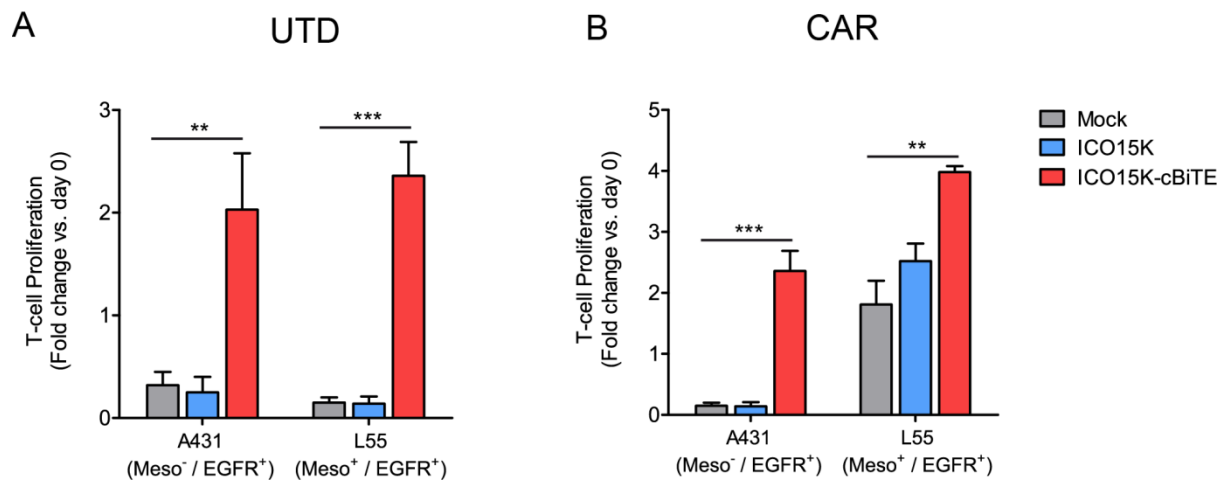 A
UTD
T-cell Proliferation
(Fold change vs. day 0)
3
2
1
0
**
***
A431
(Meso⁻ / EGFR⁺)
L55
(Meso⁺ / EGFR⁺)
B
CAR
T-cell Proliferation
(Fold change vs. day 0)
5
4
3
2
1
0
***
**
A431
(Meso⁻ / EGFR⁺)
L55
(Meso⁺ / EGFR⁺)
Mock
ICO15K
ICO15K-cBiTE